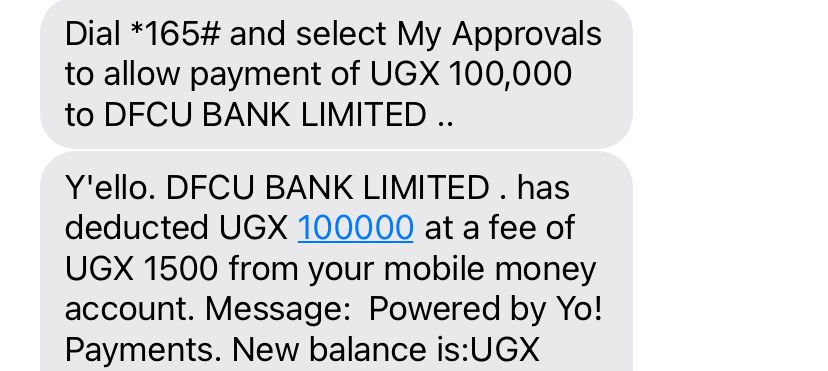 Dial *165# and select My Approvals
to allow payment of UGX 100,000
to DFCU BANK LIMITED ..
Y'ello. DFCU BANK LIMITED . has
deducted UGX 100000 at a fee of
UGX 1500 from your mobile money
account. Message:  Powered by Yo!
Payments. New balance is:UGX